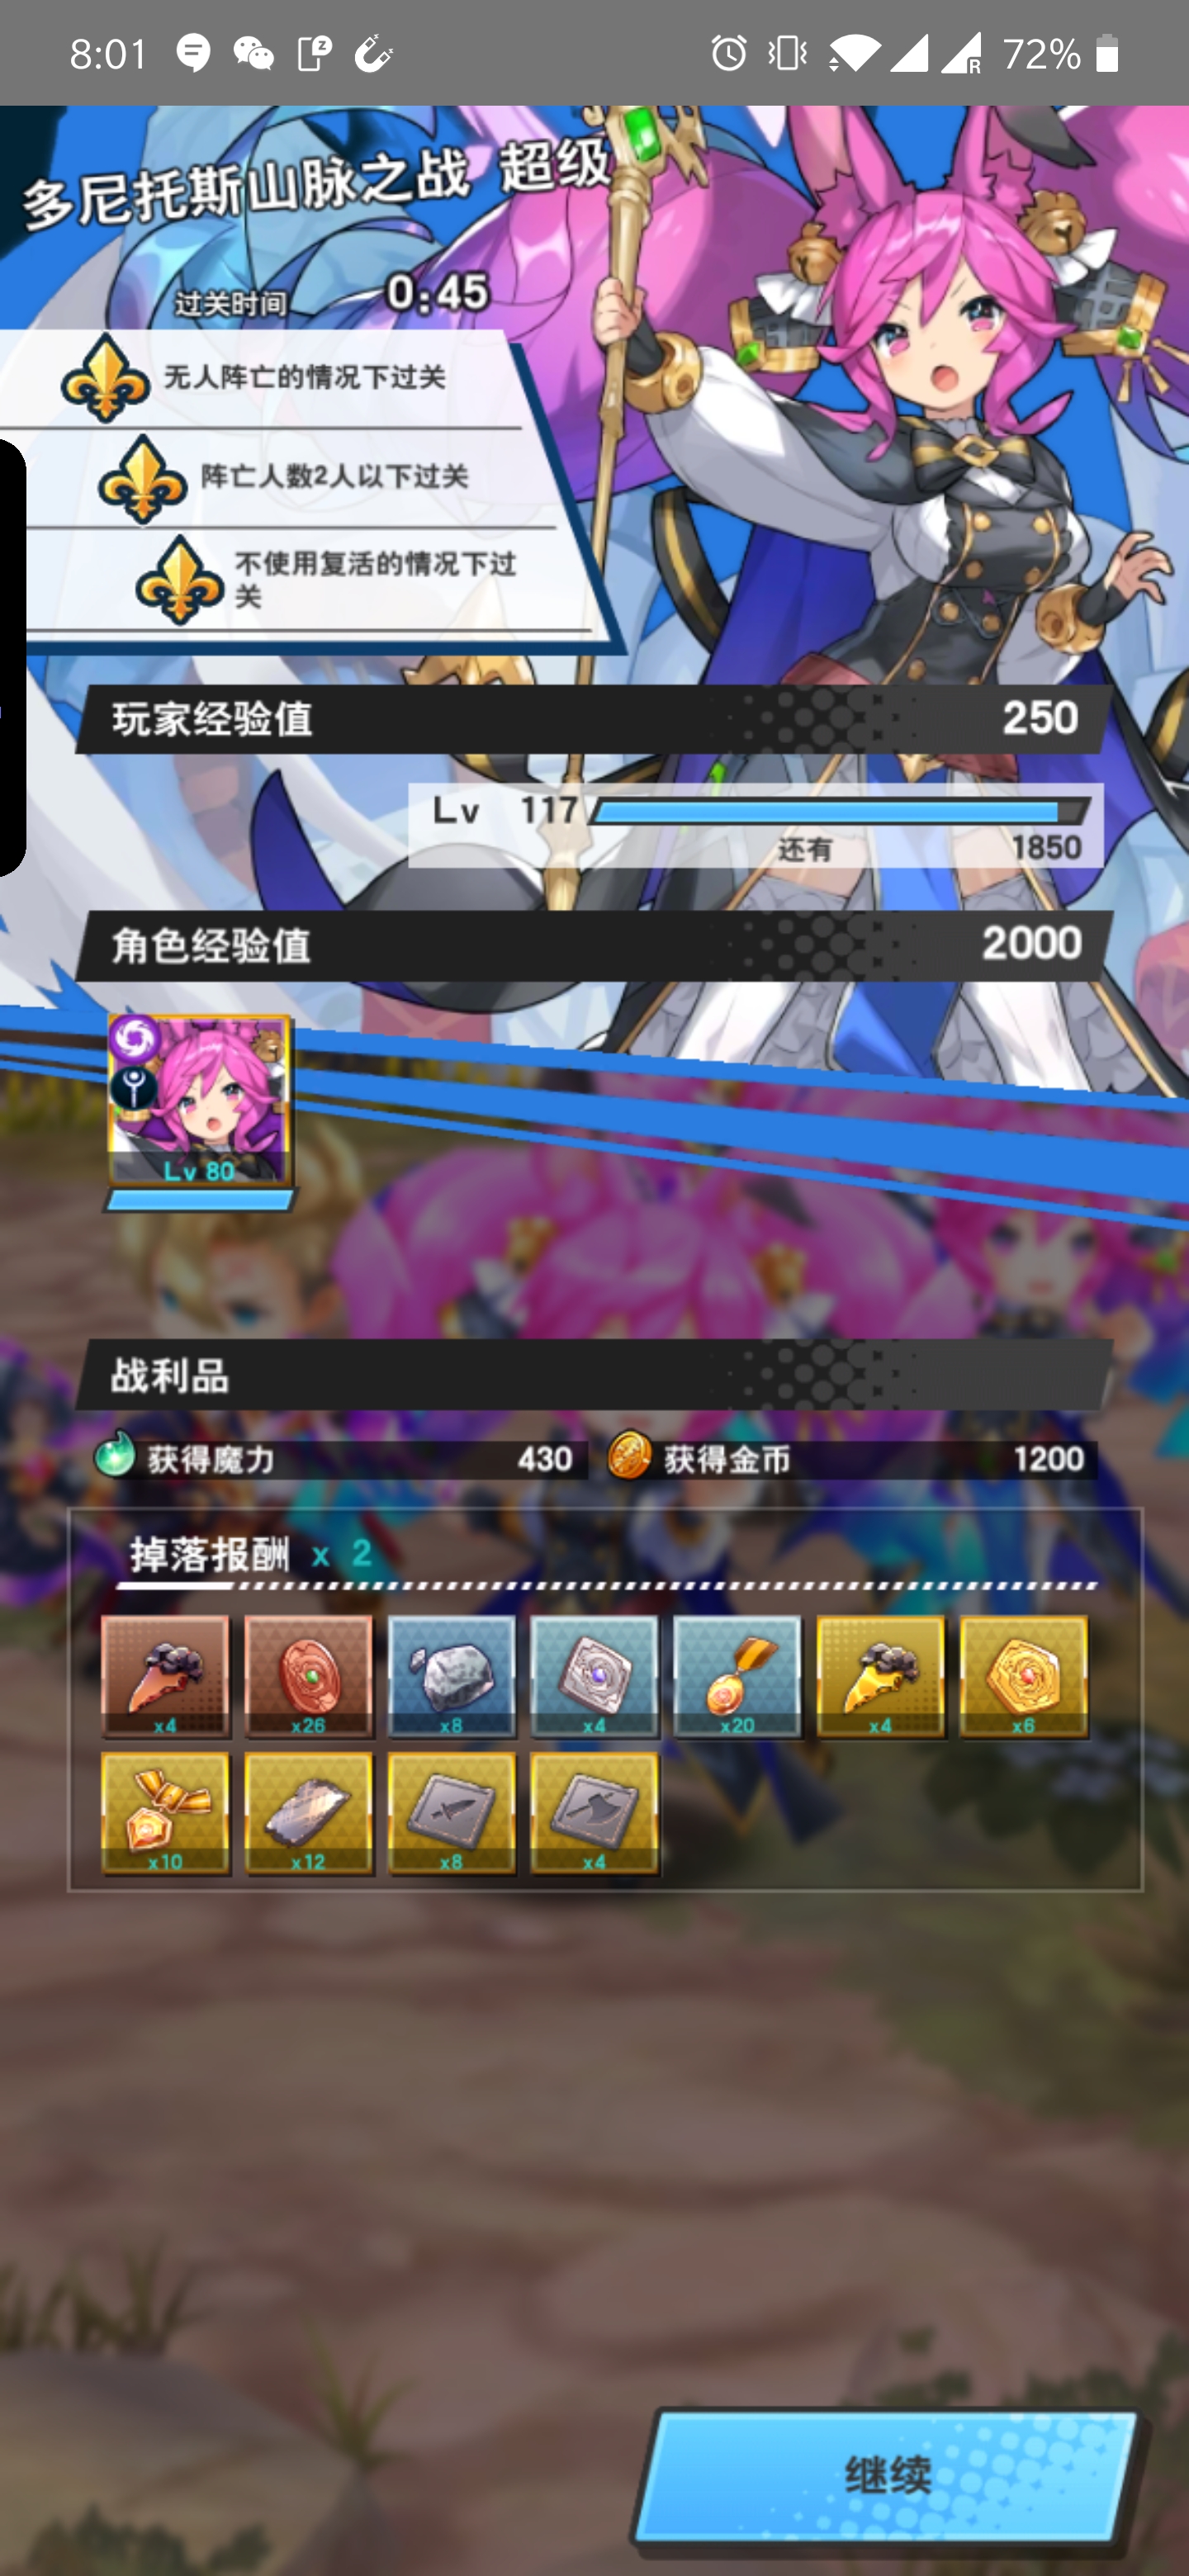 8:01
72%
多尼托斯山脉之战 超级
过关时间 0:45
无人阵亡的情况下过关
阵亡人数2人以下过关
不使用复活的情况下过
关
玩家经验值 250
Lv 117
还有 1850
角色经验值 2000
Lv 80
战利品
获得魔力 430 获得金币 1200
掉落报酬 x 2
x4 x26 x8 x4 x20 x4 x6
x10 x12 x8 x4
继续